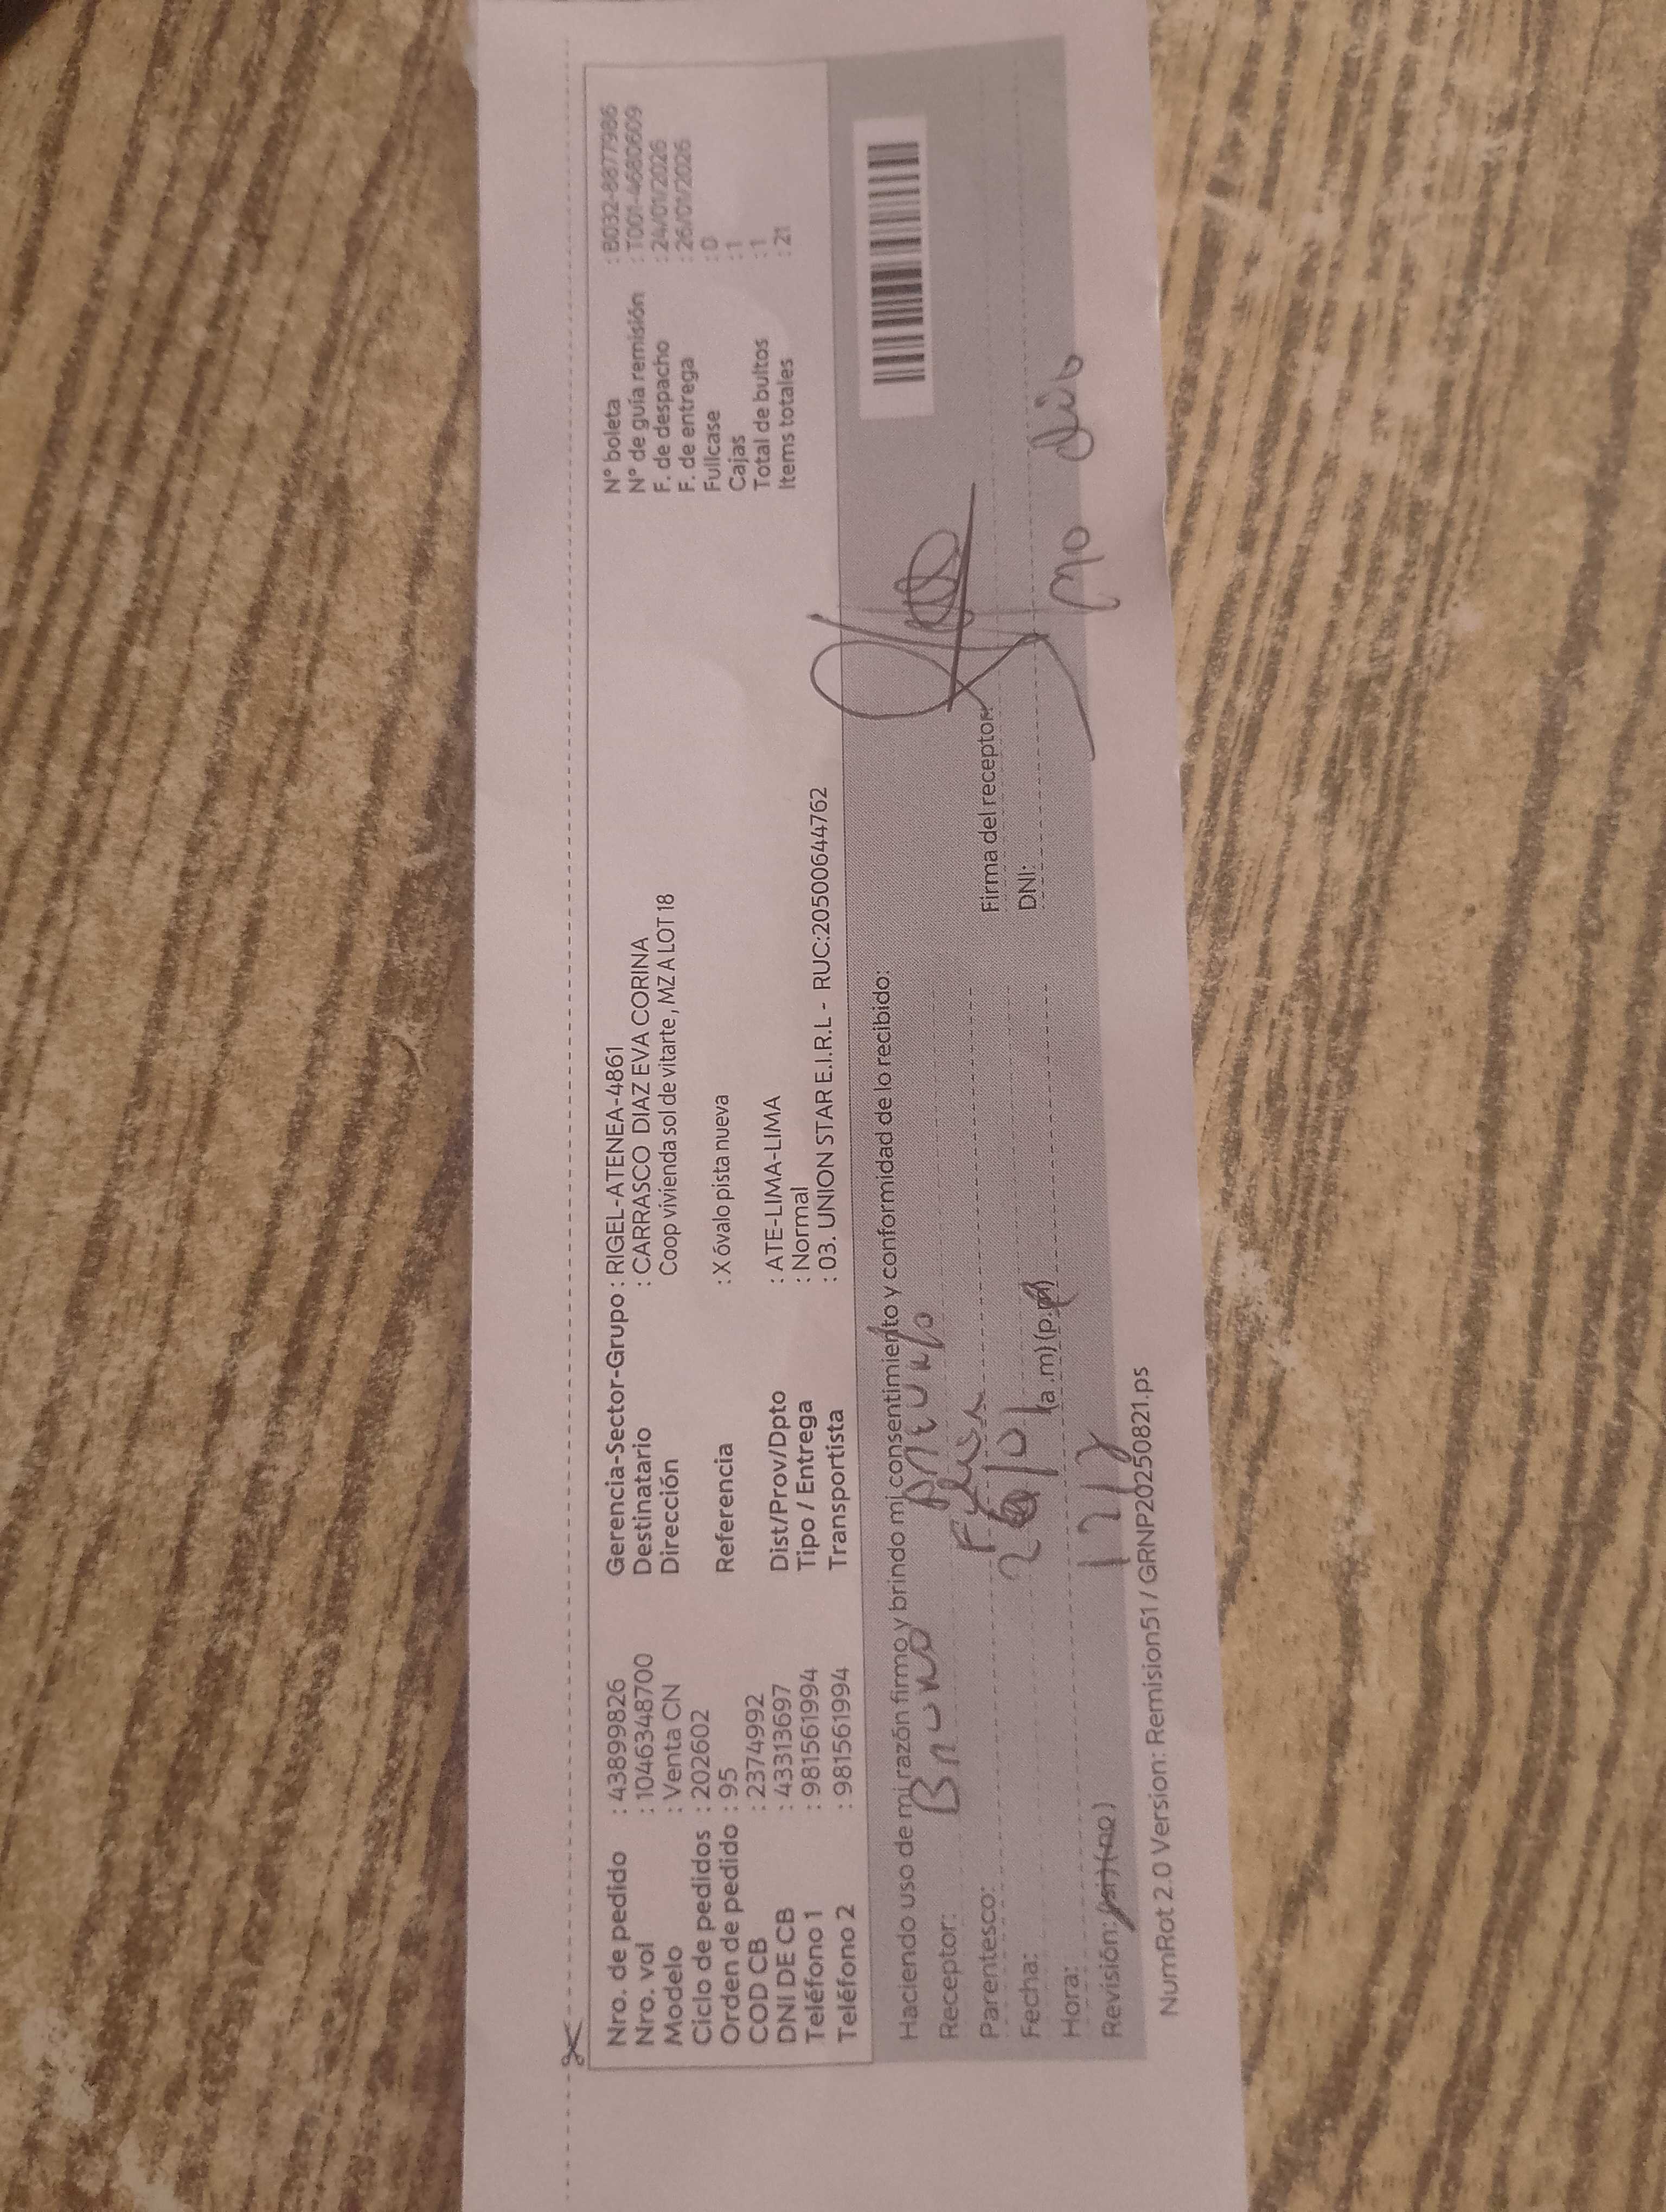 Nro. de pedido : 43899826
Nro. vol : 1046348700
Modelo : Venta CN
Ciclo de pedidos : 202602
Orden de pedido : 95
COD CB : 2374992
DNI DE CB : 43313697
Teléfono 1 : 981561994
Teléfono 2 : 981561994
Gerencia-Sector-Grupo : RIGEL-ATENEA-4861
Destinatario : CARRASCO DIAZ EVA CORINA
Dirección Coop vivienda sol de vitarte, MZ A LOT 18
Referencia : X óvalo pista nueva
Dist/Prov/Dpto : ATE-LIMA-LIMA
Tipo / Entrega : Normal
Transportista : 03. UNION STAR E.I.R.L - RUC:20500644762
N° boleta : B032-8877986
N° de guía remisión : T001-4680609
F. de despacho : 24/01/2026
F. de entrega : 26/01/2026
Fullcase : 0
Cajas : 1
Total de bultos : 1
Items totales : 21
Haciendo uso de mi razón firmo y brindo mi consentimiento y conformidad de lo recibido:
Receptor: Bruno
Parentesco:
Fecha: 26/01
Hora: (a.m) (p.m)
Revisión: (si) (no)
Firma del receptor:
DNI: no dio
NumRot 2.0 Version: Remision51 / GRNP20250821.ps